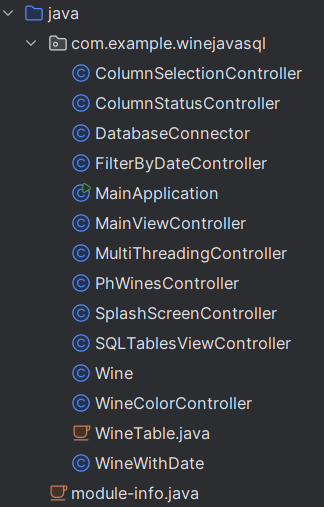 java
com.example.winejavasql
ColumnSelectionController
ColumnStatusController
DatabaseConnector
FilterByDateController
MainApplication
MainViewController
MultiThreadingController
PhWinesController
SplashScreenController
SQLTablesViewController
Wine
WineColorController
WineTable.java
WineWithDate
module-info.java